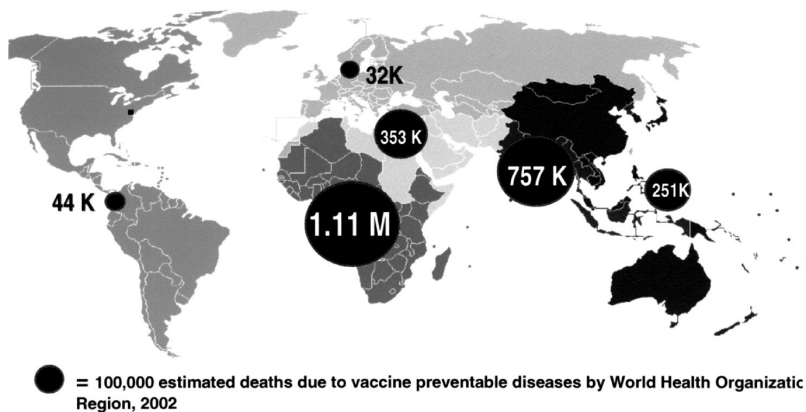 32K
353 K
757 K
251K
44 K
1.11 M
= 100,000 estimated deaths due to vaccine preventable diseases by World Health Organizatic
Region, 2002